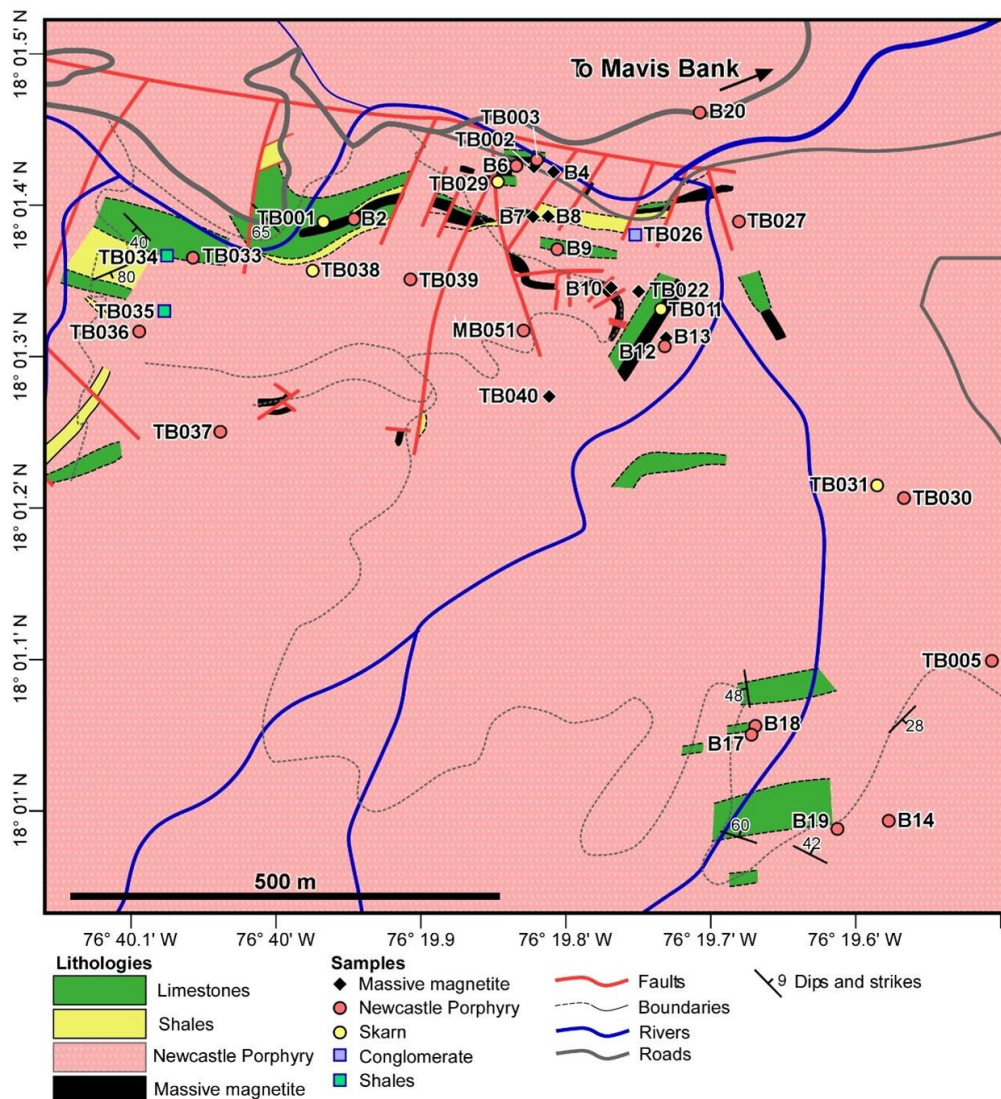 18° 01.5' N
18° 01.4' N
18° 01.3' N
18° 01.2' N
18° 01.1' N
18° 01' N
To Mavis Bank
B20
TB003
TB002
B6
B4
TB029
TB001
B2
B7
B8
TB026
TB027
65
40
TB034
TB033
80
TB038
B9
TB039
B10
TB022
TB011
TB035
TB036
MB051
B13
B12
TB040
TB037
TB031
TB030
TB005
48
28
B18
B17
60
B19
B14
42
500 m
76° 40.1' W
76° 40' W
76° 19.9
76° 19.8' W
76° 19.7' W
76° 19.6' W
Lithologies
Limestones
Shales
Newcastle Porphyry
Massive magnetite
Samples
Massive magnetite
Newcastle Porphyry
Skarn
Conglomerate
Shales
Faults
Boundaries
Rivers
Roads
9 Dips and strikes